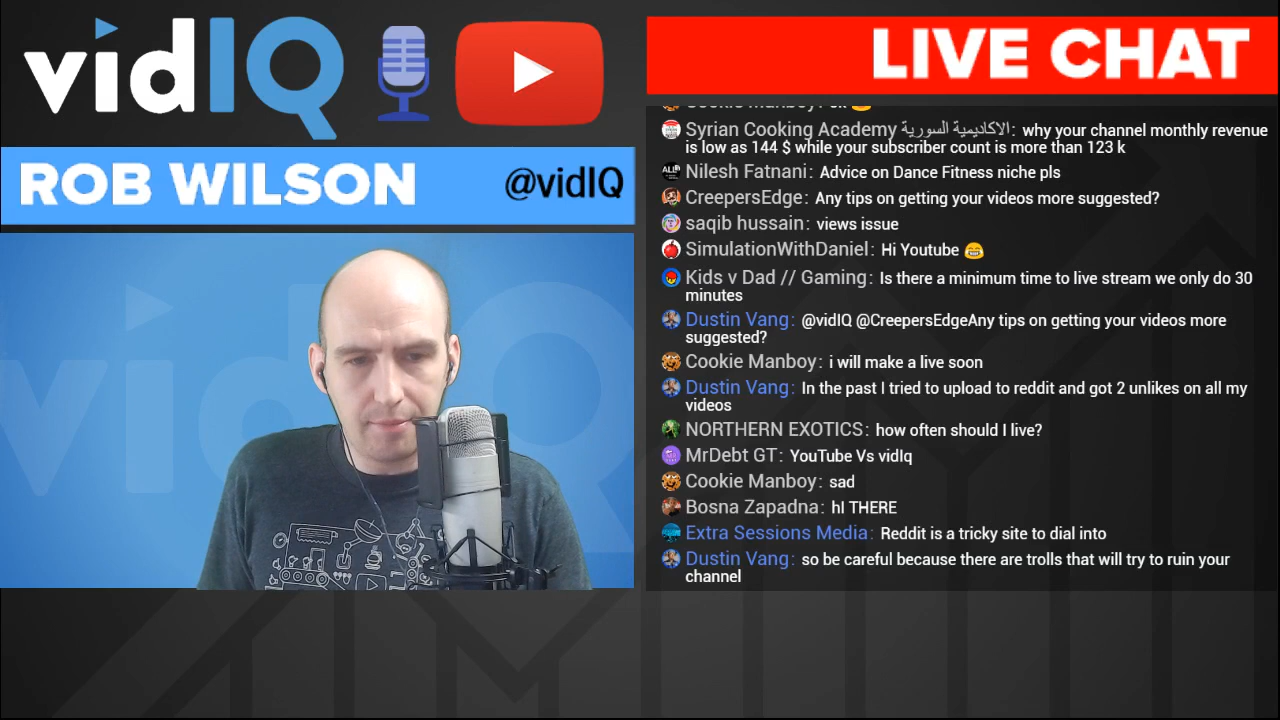 vidIQ
LIVE CHAT
ROB WILSON
@vidIQ
Cookie Manboy: ok
Syrian Cooking Academy الاكاديمية السورية: why your channel monthly revenue
is low as 144 $ while your subscriber count is more than 123 k
Nilesh Fatnani: Advice on Dance Fitness niche pls
CreepersEdge: Any tips on getting your videos more suggested?
saqib hussain: views issue
SimulationWithDaniel: Hi Youtube 😁
Kids v Dad // Gaming: Is there a minimum time to live stream we only do 30
minutes
Dustin Vang: @vidIQ @CreepersEdgeAny tips on getting your videos more
suggested?
Cookie Manboy: i will make a live soon
Dustin Vang: In the past I tried to upload to reddit and got 2 unlikes on all my
videos
NORTHERN EXOTICS: how often should I live?
MrDebt GT: YouTube Vs vidIq
Cookie Manboy: sad
Bosna Zapadna: hI THERE
Extra Sessions Media: Reddit is a tricky site to dial into
Dustin Vang: so be careful because there are trolls that will try to ruin your
channel